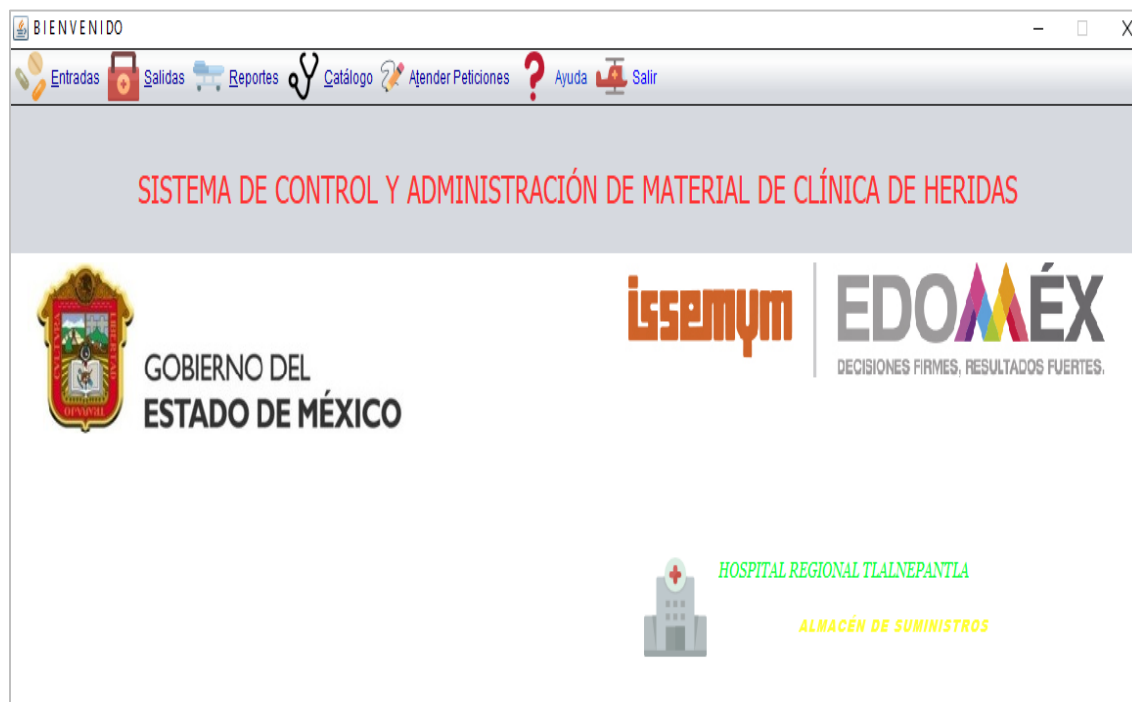 BIENVENIDO
Entradas Salidas Reportes Catálogo Atender Peticiones Ayuda Salir
SISTEMA DE CONTROL Y ADMINISTRACIÓN DE MATERIAL DE CLÍNICA DE HERIDAS
issemym EDOMÉX
DECISIONES FIRMES, RESULTADOS FUERTES.
GOBIERNO DEL
ESTADO DE MÉXICO
HOSPITAL REGIONAL TLALNEPANTLA
ALMACÉN DE SUMINISTROS